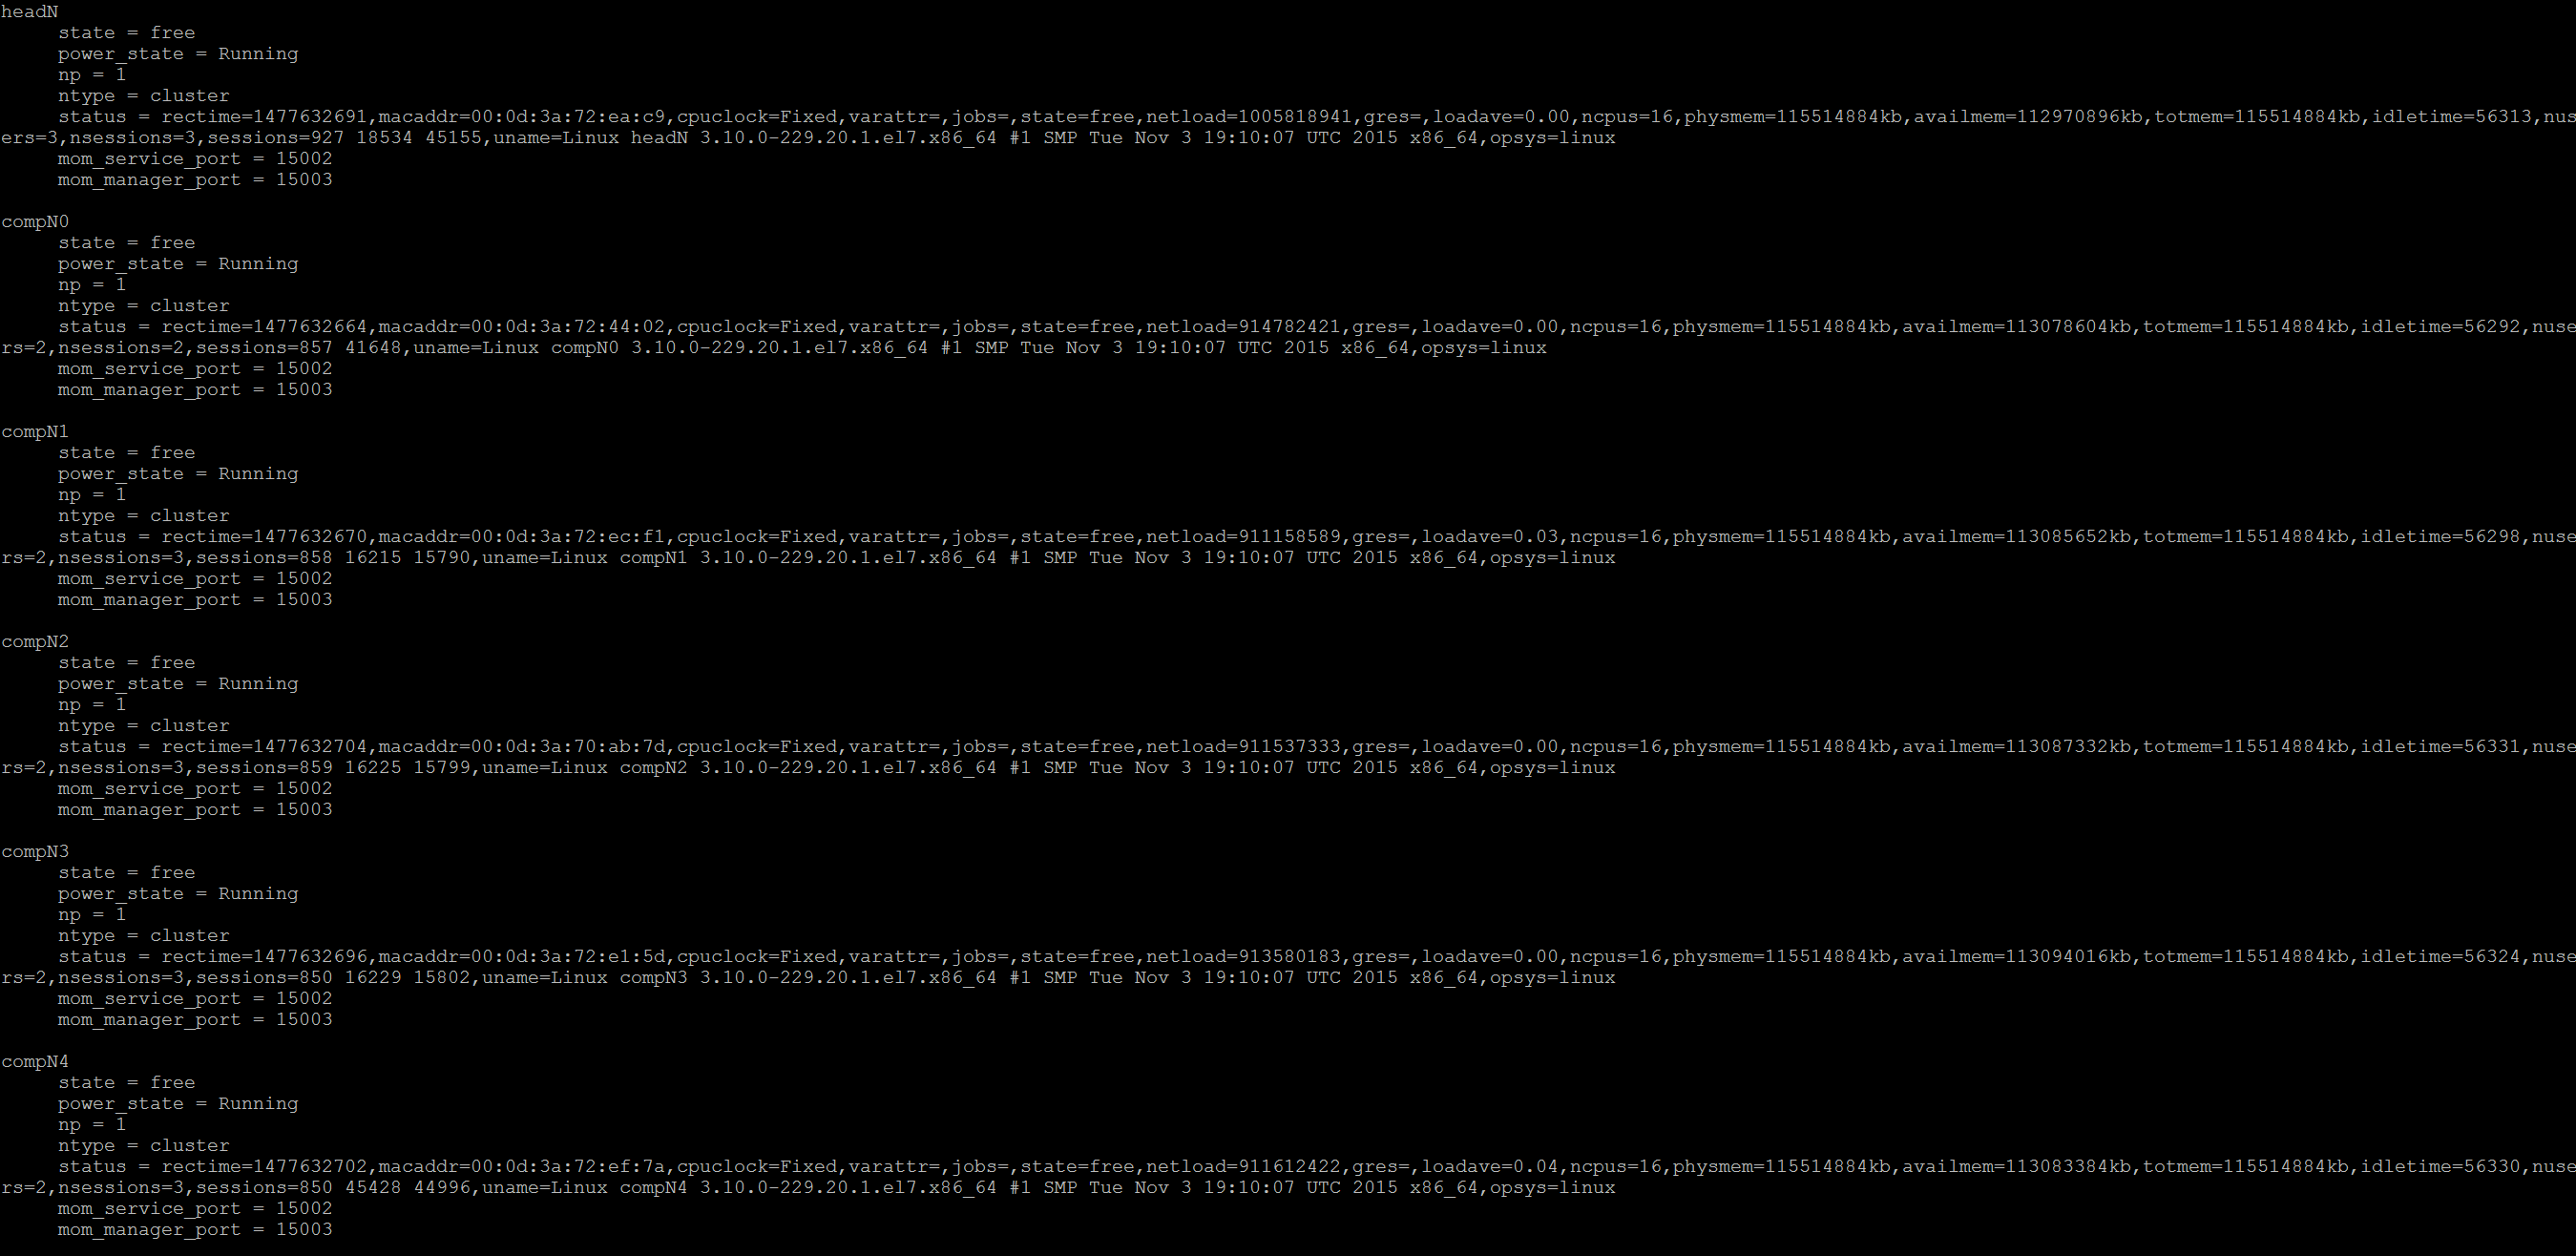 headN
     state = free
     power_state = Running
     np = 1
     ntype = cluster
     status = rectime=1477632691,macaddr=00:0d:3a:72:ea:c9,cpuclock=Fixed,varattr=,jobs=,state=free,netload=1005818941,gres=,loadave=0.00,ncpus=16,physmem=115514884kb,availmem=112970896kb,totmem=115514884kb,idletime=56313,nus
ers=3,nsessions=3,sessions=927 18534 45155,uname=Linux headN 3.10.0-229.20.1.el7.x86_64 #1 SMP Tue Nov 3 19:10:07 UTC 2015 x86_64,opsys=linux
     mom_service_port = 15002
     mom_manager_port = 15003

compN0
     state = free
     power_state = Running
     np = 1
     ntype = cluster
     status = rectime=1477632664,macaddr=00:0d:3a:72:44:02,cpuclock=Fixed,varattr=,jobs=,state=free,netload=914782421,gres=,loadave=0.00,ncpus=16,physmem=115514884kb,availmem=113078604kb,totmem=115514884kb,idletime=56292,nuse
rs=2,nsessions=2,sessions=857 41648,uname=Linux compN0 3.10.0-229.20.1.el7.x86_64 #1 SMP Tue Nov 3 19:10:07 UTC 2015 x86_64,opsys=linux
     mom_service_port = 15002
     mom_manager_port = 15003

compN1
     state = free
     power_state = Running
     np = 1
     ntype = cluster
     status = rectime=1477632670,macaddr=00:0d:3a:72:ec:f1,cpuclock=Fixed,varattr=,jobs=,state=free,netload=911158589,gres=,loadave=0.03,ncpus=16,physmem=115514884kb,availmem=113085652kb,totmem=115514884kb,idletime=56298,nuse
rs=2,nsessions=3,sessions=858 16215 15790,uname=Linux compN1 3.10.0-229.20.1.el7.x86_64 #1 SMP Tue Nov 3 19:10:07 UTC 2015 x86_64,opsys=linux
     mom_service_port = 15002
     mom_manager_port = 15003

compN2
     state = free
     power_state = Running
     np = 1
     ntype = cluster
     status = rectime=1477632704,macaddr=00:0d:3a:70:ab:7d,cpuclock=Fixed,varattr=,jobs=,state=free,netload=911537333,gres=,loadave=0.00,ncpus=16,physmem=115514884kb,availmem=113087332kb,totmem=115514884kb,idletime=56331,nuse
rs=2,nsessions=3,sessions=859 16225 15799,uname=Linux compN2 3.10.0-229.20.1.el7.x86_64 #1 SMP Tue Nov 3 19:10:07 UTC 2015 x86_64,opsys=linux
     mom_service_port = 15002
     mom_manager_port = 15003

compN3
     state = free
     power_state = Running
     np = 1
     ntype = cluster
     status = rectime=1477632696,macaddr=00:0d:3a:72:e1:5d,cpuclock=Fixed,varattr=,jobs=,state=free,netload=913580183,gres=,loadave=0.00,ncpus=16,physmem=115514884kb,availmem=113094016kb,totmem=115514884kb,idletime=56324,nuse
rs=2,nsessions=3,sessions=850 16229 15802,uname=Linux compN3 3.10.0-229.20.1.el7.x86_64 #1 SMP Tue Nov 3 19:10:07 UTC 2015 x86_64,opsys=linux
     mom_service_port = 15002
     mom_manager_port = 15003

compN4
     state = free
     power_state = Running
     np = 1
     ntype = cluster
     status = rectime=1477632702,macaddr=00:0d:3a:72:ef:7a,cpuclock=Fixed,varattr=,jobs=,state=free,netload=911612422,gres=,loadave=0.04,ncpus=16,physmem=115514884kb,availmem=113083384kb,totmem=115514884kb,idletime=56330,nuse
rs=2,nsessions=3,sessions=850 45428 44996,uname=Linux compN4 3.10.0-229.20.1.el7.x86_64 #1 SMP Tue Nov 3 19:10:07 UTC 2015 x86_64,opsys=linux
     mom_service_port = 15002
     mom_manager_port = 15003